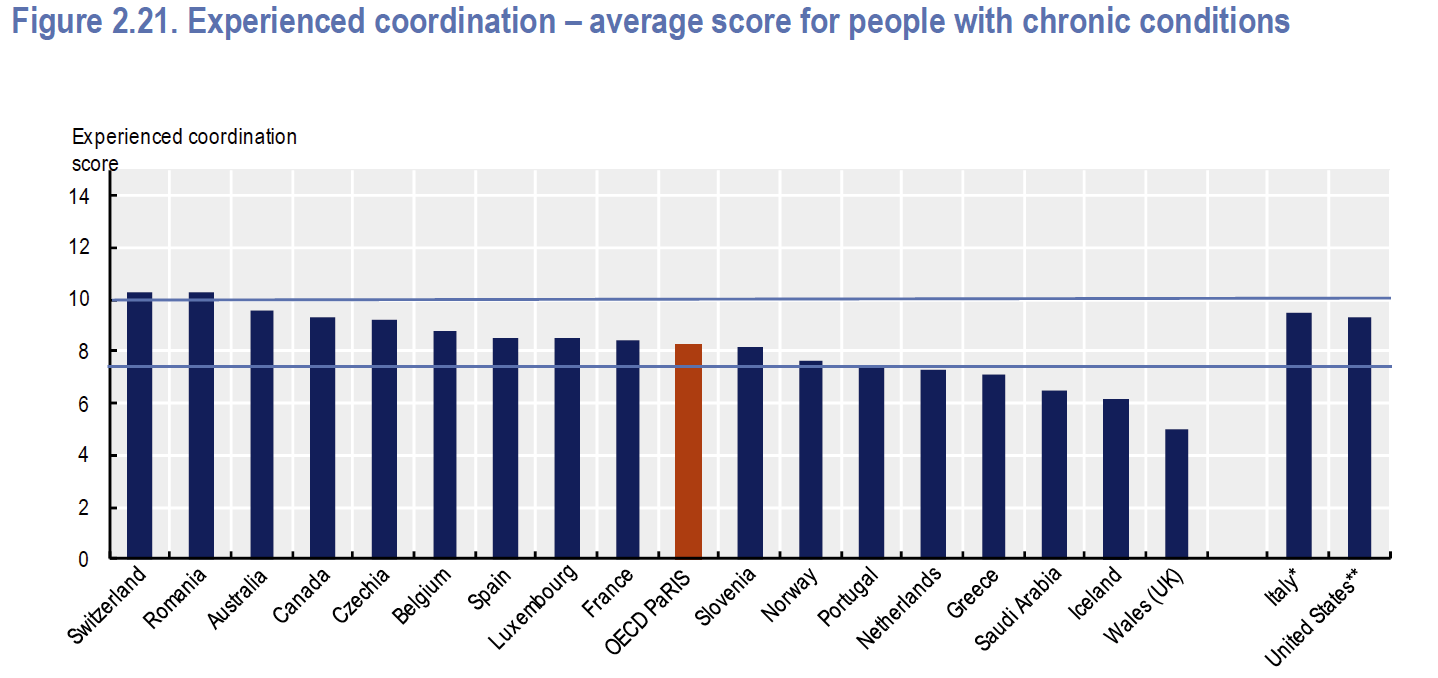 Figure 2.21. Experienced coordination – average score for people with chronic conditions
Experienced coordination
score
14
12
10
8
6
4
2
0
Switzerland
Romania
Australia
Canada
Czechia
Belgium
Spain
Luxembourg
France
OECD PaRIS
Slovenia
Norway
Portugal
Netherlands
Greece
Saudi Arabia
Iceland
Wales (UK)
Italy*
United States**